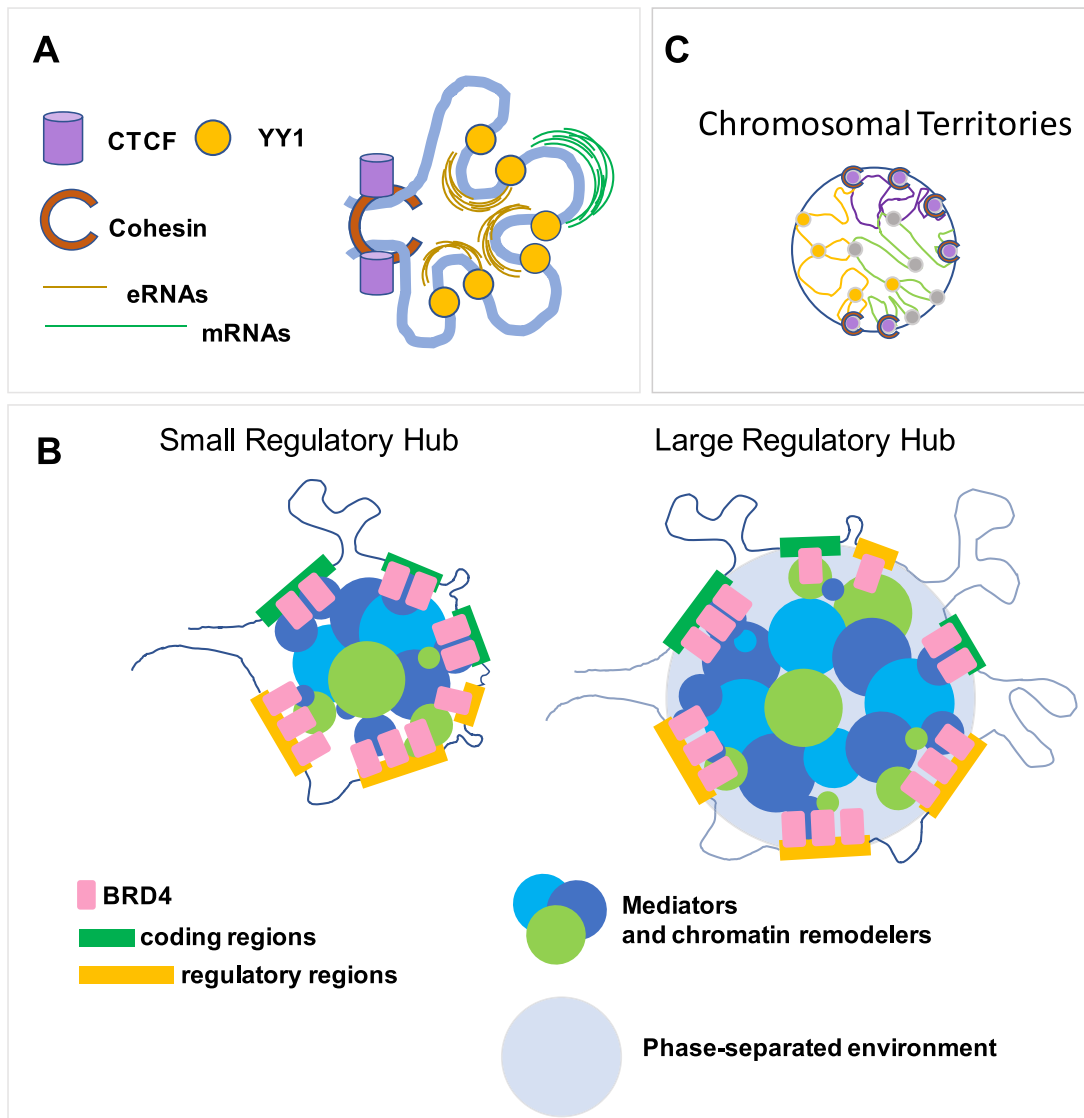 A
CTCF
YY1
Cohesin
eRNAs
mRNAs
C
Chromosomal Territories
B
Small Regulatory Hub
Large Regulatory Hub
BRD4
coding regions
regulatory regions
Mediators
and chromatin remodelers
Phase-separated environment